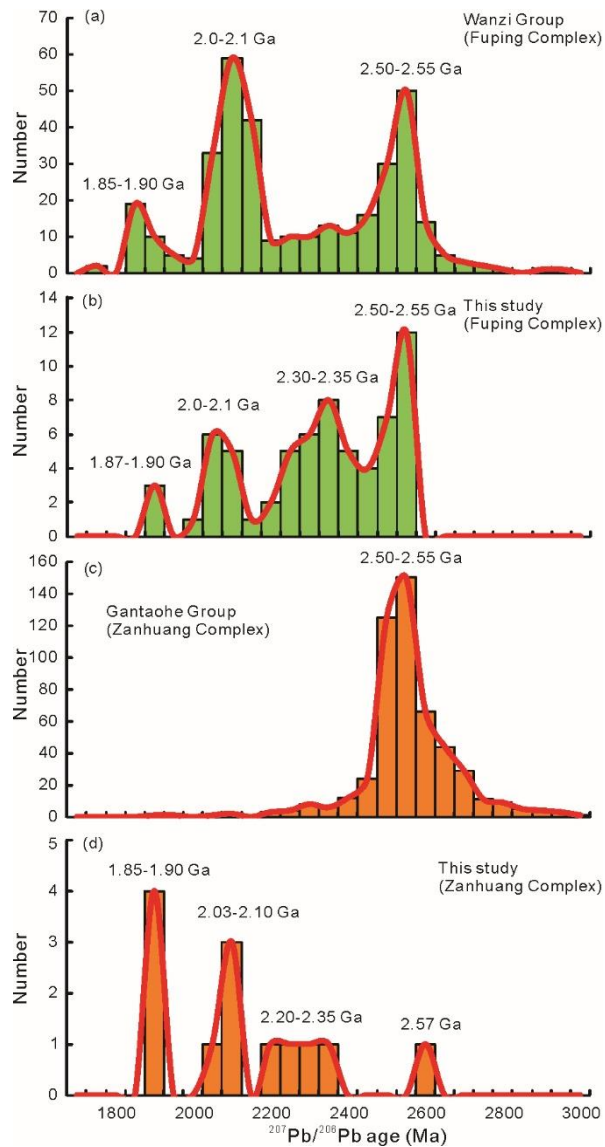 (a)
Wanzi Group
(Fuping Complex)
2.0-2.1 Ga
2.50-2.55 Ga
1.85-1.90 Ga
Number
70
60
50
40
30
20
10
0
(b)
This study
(Fuping Complex)
2.50-2.55 Ga
2.30-2.35 Ga
2.0-2.1 Ga
1.87-1.90 Ga
Number
14
12
10
8
6
4
2
0
(c)
2.50-2.55 Ga
Gantaohe Group
(Zanhuang Complex)
Number
160
140
120
100
80
60
40
20
0
(d)
This study
(Zanhuang Complex)
1.85-1.90 Ga
2.03-2.10 Ga
2.20-2.35 Ga
2.57 Ga
Number
5
4
3
2
1
0
1800 2000 2200 2400 2600 2800 3000
²⁰⁷Pb/²⁰⁶Pb age (Ma)